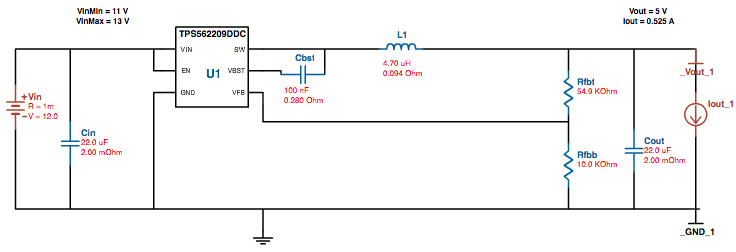 VinMin = 11 V
VinMax = 13 V
Vout = 5 V
Iout = 0.525 A
TPS562209DDC
VIN
SW
EN
VBST
GND
VFB
U1
Cbst
100 nF
0.280 Ohm
L1
4.70 uH
0.094 Ohm
Rfbt
54.9 KOhm
Rfbb
10.0 KOhm
+Vin
R = 1m
V = 12.0
Cin
22.0 uF
2.00 mOhm
Cout
22.0 uF
2.00 mOhm
_Vout_1
Iout_1
_GND_1